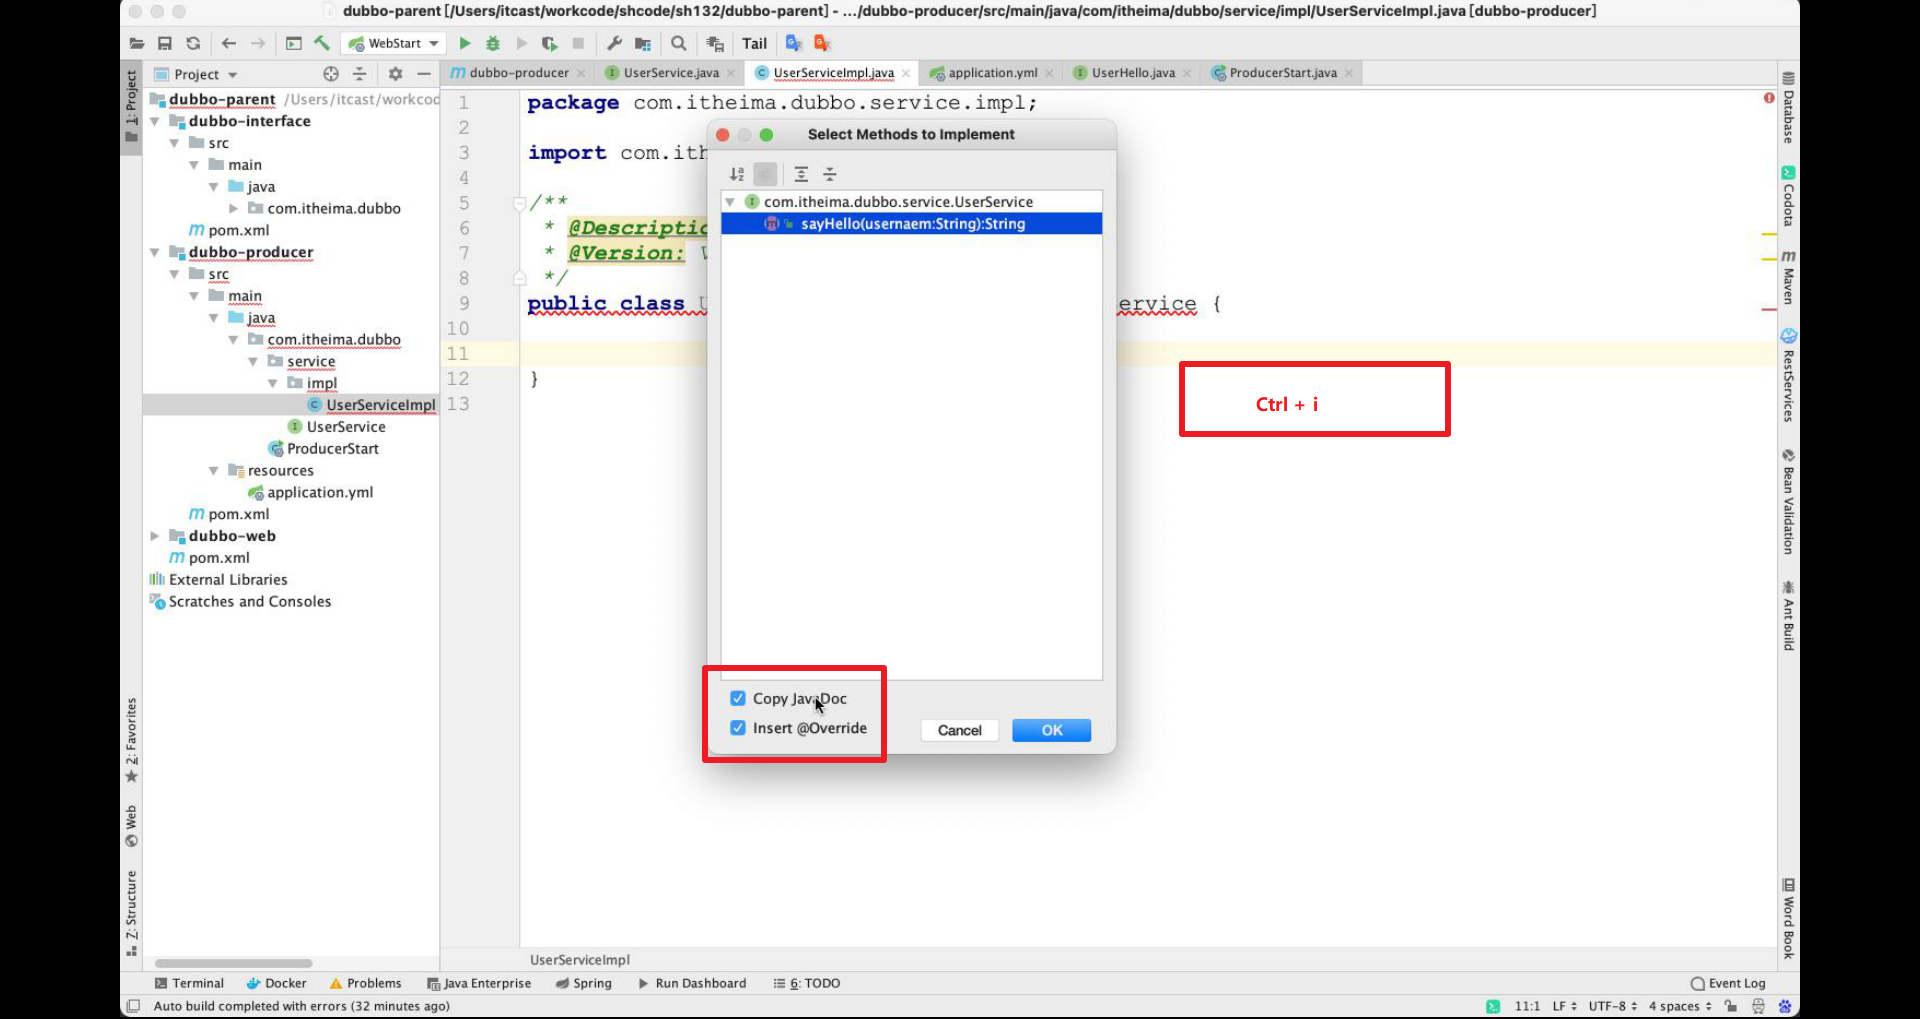 dubbo-parent [/Users/itcast/workcode/shcode/sh132/dubbo-parent] - .../dubbo-producer/src/main/java/com/itheima/dubbo/service/impl/UserServiceImpl.java [dubbo-producer]
WebStart
Tail
Project
dubbo-producer
UserService.java
UserServiceImpl.java
application.yml
UserHello.java
ProducerStart.java
1: Project
dubbo-parent /Users/itcast/workcod
dubbo-interface
src
main
java
com.itheima.dubbo
pom.xml
dubbo-producer
src
main
java
com.itheima.dubbo
service
impl
UserServiceImpl
UserService
ProducerStart
resources
application.yml
pom.xml
dubbo-web
pom.xml
External Libraries
Scratches and Consoles
2: Favorites
Web
Z: Structure
1 package com.itheima.dubbo.service.impl;
2
3 import com.ith
4
5 /**
6 * @Descriptio
7 * @Version: V
8 */
9 public class U ervice {
10
11
12 }
13
Select Methods to Implement
com.itheima.dubbo.service.UserService
sayHello(usernaem:String):String
Copy JavaDoc
Insert @Override
Cancel
OK
Ctrl + i
Database
Codota
Maven
RestServices
Bean Validation
Ant Build
Word Book
UserServiceImpl
Terminal
Docker
Problems
Java Enterprise
Spring
Run Dashboard
6: TODO
Event Log
Auto build completed with errors (32 minutes ago)
11:1 LF UTF-8 4 spaces